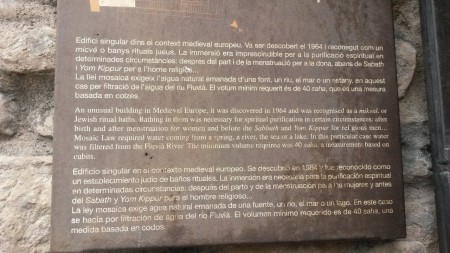 Edifici singular dins el context medieval europeu. Va ser descobert el 1964 i reconegut com un
micvé o banys rituals jueus. La immersió era imprescindible per a la purificació espiritual en
determinades circumstàncies: després del part i de la menstruació per a la dona, abans de Sabath
i Yom Kippur per a l'home religiós...
La llei mosaica exigeix l'aigua natural emanada d'una font, un riu, el mar o un estany, en aquest
cas per filtració de l'aigua del riu Fluvià. El volum mínim requerit és de 40 saha, que és una mesura
basada en cobzes.
An unusual building in Medieval Europe, it was discovered in 1964 and was recognised as a mikvé, or
Jewish ritual baths. Bathing in them was necessary for spiritual purification in certain circumstances: after
birth and after menstruation for women and before the Sabbath and Yom Kippur for religious men...
Mosaic Law required water coming from a spring, a river, the sea or a lake. In this particular case water
was filtered from the Fluvià River. The minimum volume required was 40 saha, a measurement based on
cubits.
Edificio singular en el contexto medieval europeo. Se descubrió en 1964 y fue reconocido como
un establecimiento judío de baños rituales. La inmersión era necesaria para la purificación espiritual
en determinadas circunstancias: después del parto y de la menstruación para las mujeres y antes
del Sabath y Yom Kippur para el hombre religioso...
La ley mosaica exige agua natural emanada de una fuente, un río, el mar o un lago. En este caso
se hacía por filtración de agua del río Fluvià. El volumen mínimo requerido es de 40 saha, una
medida basada en codos.